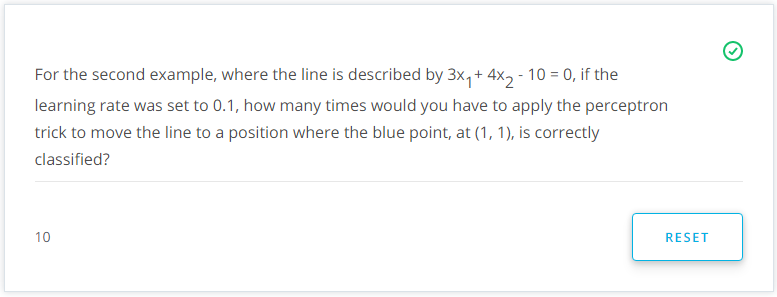 For the second example, where the line is described by 3x₁+ 4x₂ - 10 = 0, if the
learning rate was set to 0.1, how many times would you have to apply the perceptron
trick to move the line to a position where the blue point, at (1, 1), is correctly
classified?
10
RESET